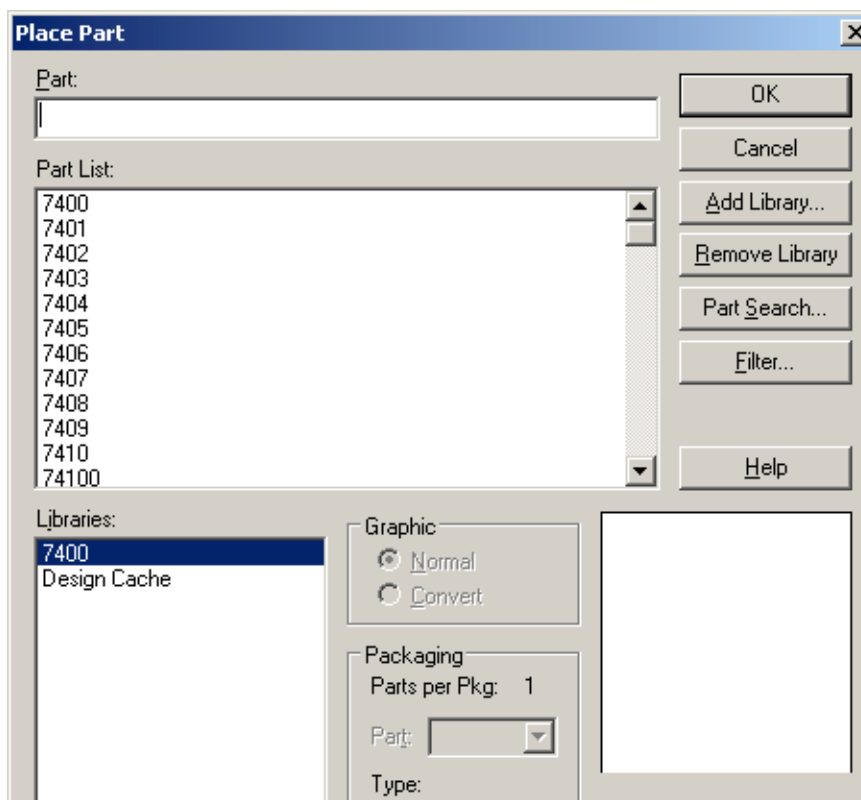 Place Part
Part:
OK
Cancel
Part List:
7400
7401
7402
7403
7404
7405
7406
7407
7408
7409
7410
74100
Add Library...
Remove Library
Part Search...
Filter...
Help
Libraries:
7400
Design Cache
Graphic
Normal
Convert
Packaging
Parts per Pkg: 1
Part:
Type: